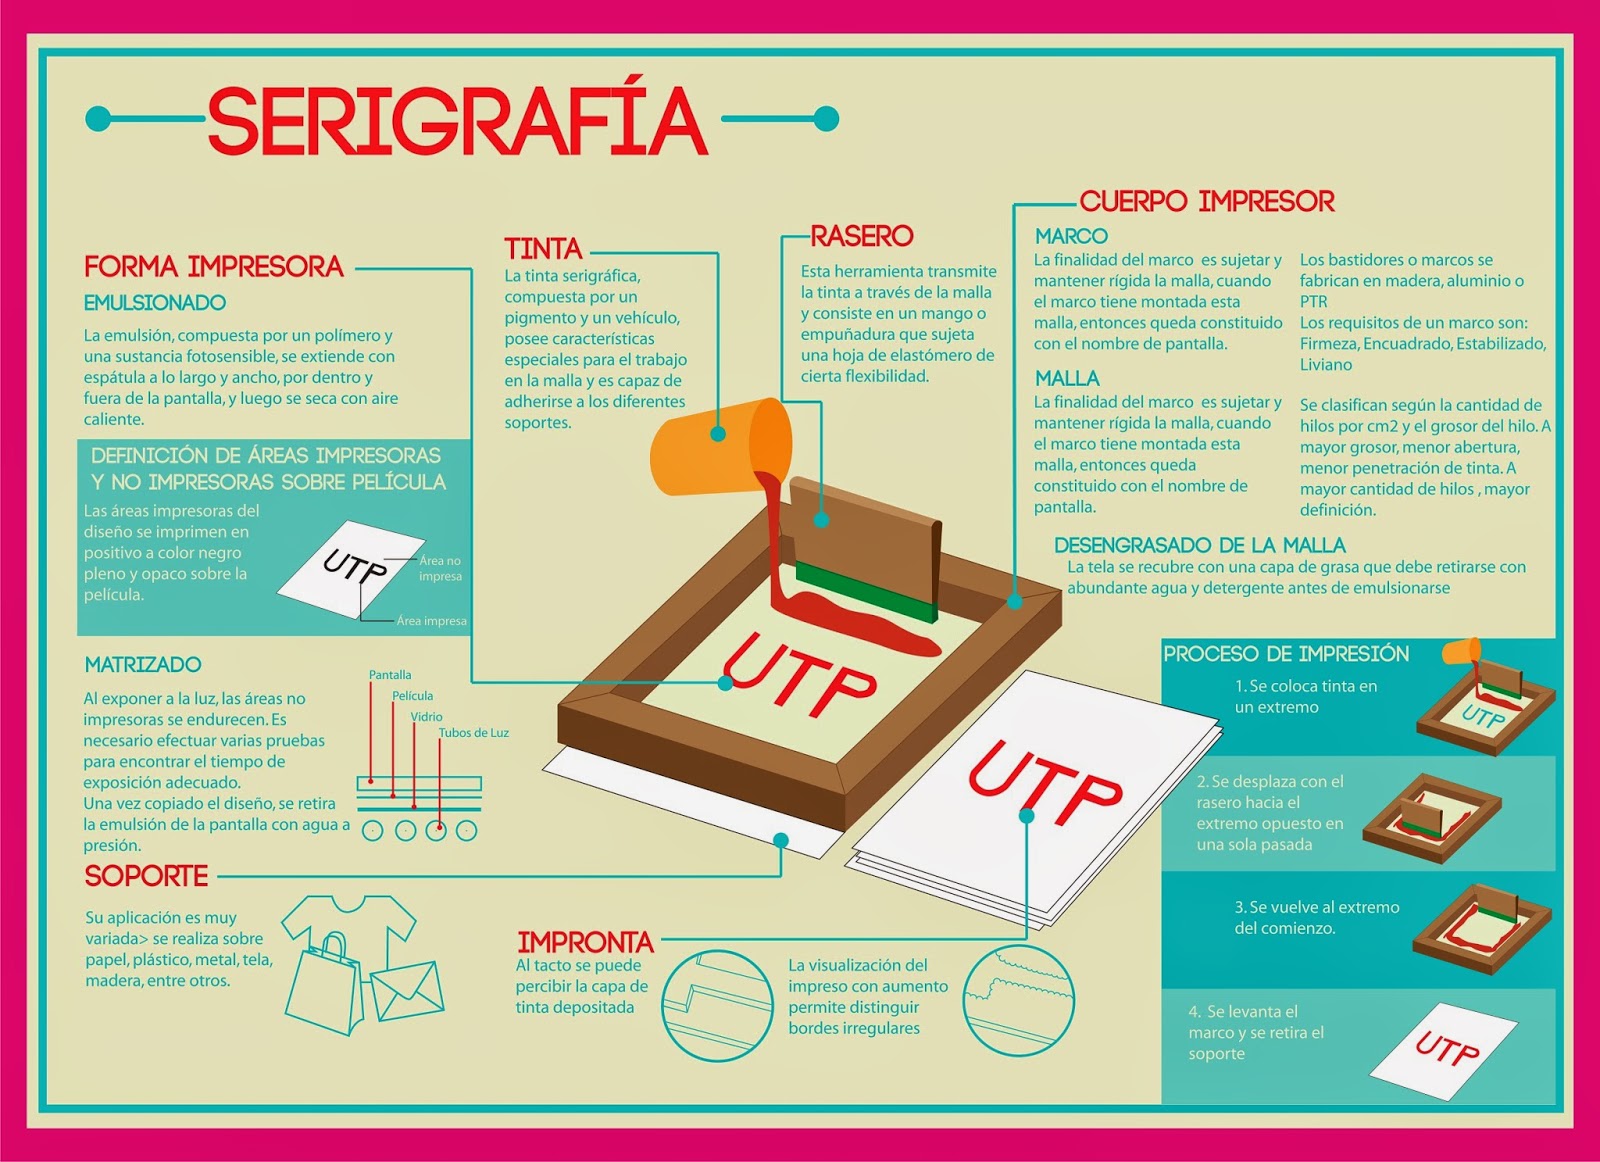 SERIGRAFÍA
FORMA IMPRESORA
EMULSIONADO
La emulsión, compuesta por un polímero y
una sustancia fotosensible, se extiende con
espátula a lo largo y ancho, por dentro y
fuera de la pantalla, y luego se seca con aire
caliente.
DEFINICIÓN DE ÁREAS IMPRESORAS
Y NO IMPRESORAS SOBRE PELÍCULA
Las áreas impresoras del
diseño se imprimen en
positivo a color negro
pleno y opaco sobre la
película.
UTP
Área no
impresa
Área impresa
MATRIZADO
Al exponer a la luz, las áreas no
impresoras se endurecen. Es
necesario efectuar varias pruebas
para encontrar el tiempo de
exposición adecuado.
Una vez copiado el diseño, se retira
la emulsión de la pantalla con agua a
presión.
Pantalla
Película
Vidrio
Tubos de Luz
SOPORTE
Su aplicación es muy
variada> se realiza sobre
papel, plástico, metal, tela,
madera, entre otros.
TINTA
La tinta serigráfica,
compuesta por un
pigmento y un vehículo,
posee características
especiales para el trabajo
en la malla y es capaz de
adherirse a los diferentes
soportes.
RASERO
Esta herramienta transmite
la tinta a través de la malla
y consiste en un mango o
empuñadura que sujeta
una hoja de elastómero de
cierta flexibilidad.
UTP
UTP
IMPRONTA
Al tacto se puede
percibir la capa de
tinta depositada
La visualización del
impreso con aumento
permite distinguir
bordes irregulares
CUERPO IMPRESOR
MARCO
La finalidad del marco es sujetar y
mantener rígida la malla, cuando
el marco tiene montada esta
malla, entonces queda constituido
con el nombre de pantalla.
Los bastidores o marcos se
fabrican en madera, aluminio o
PTR
Los requisitos de un marco son:
Firmeza, Encuadrado, Estabilizado,
Liviano
MALLA
La finalidad del marco es sujetar y
mantener rígida la malla, cuando
el marco tiene montada esta
malla, entonces queda
constituido con el nombre de
pantalla.
Se clasifican según la cantidad de
hilos por cm2 y el grosor del hilo. A
mayor grosor, menor abertura,
menor penetración de tinta. A
mayor cantidad de hilos , mayor
definición.
DESENGRASADO DE LA MALLA
La tela se recubre con una capa de grasa que debe retirarse con
abundante agua y detergente antes de emulsionarse
PROCESO DE IMPRESIÓN
1. Se coloca tinta en
un extremo
UTP
2. Se desplaza con el
rasero hacia el
extremo opuesto en
una sola pasada
3. Se vuelve al extremo
del comienzo.
4. Se levanta el
marco y se retira el
soporte
UTP